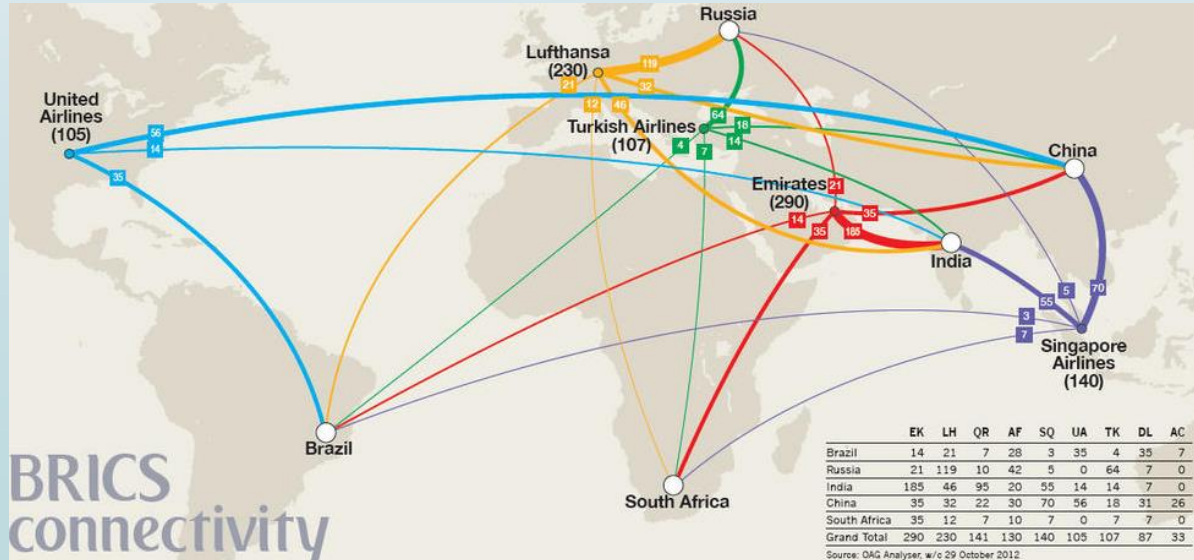 Russia
Lufthansa
(230)
119
21
32
12
46
United
Airlines
(105)
56
14
35
Turkish Airlines
(107)
64
18
14
4
7
China
Emirates
(290)
21
14
35
35
185
India
5
70
55
3
7
Singapore
Airlines
(140)
Brazil
South Africa
BRICS
connectivity
EK LH QR AF SQ UA TK DL AC
Brazil 14 21 7 28 3 35 4 35 7
Russia 21 119 10 42 5 0 64 7 0
India 185 46 95 20 55 14 14 7 0
China 35 32 22 30 70 56 18 31 26
South Africa 35 12 7 10 7 0 7 7 0
Grand Total 290 230 141 130 140 105 107 87 33
Source: OAG Analyser, w/c 29 October 2012